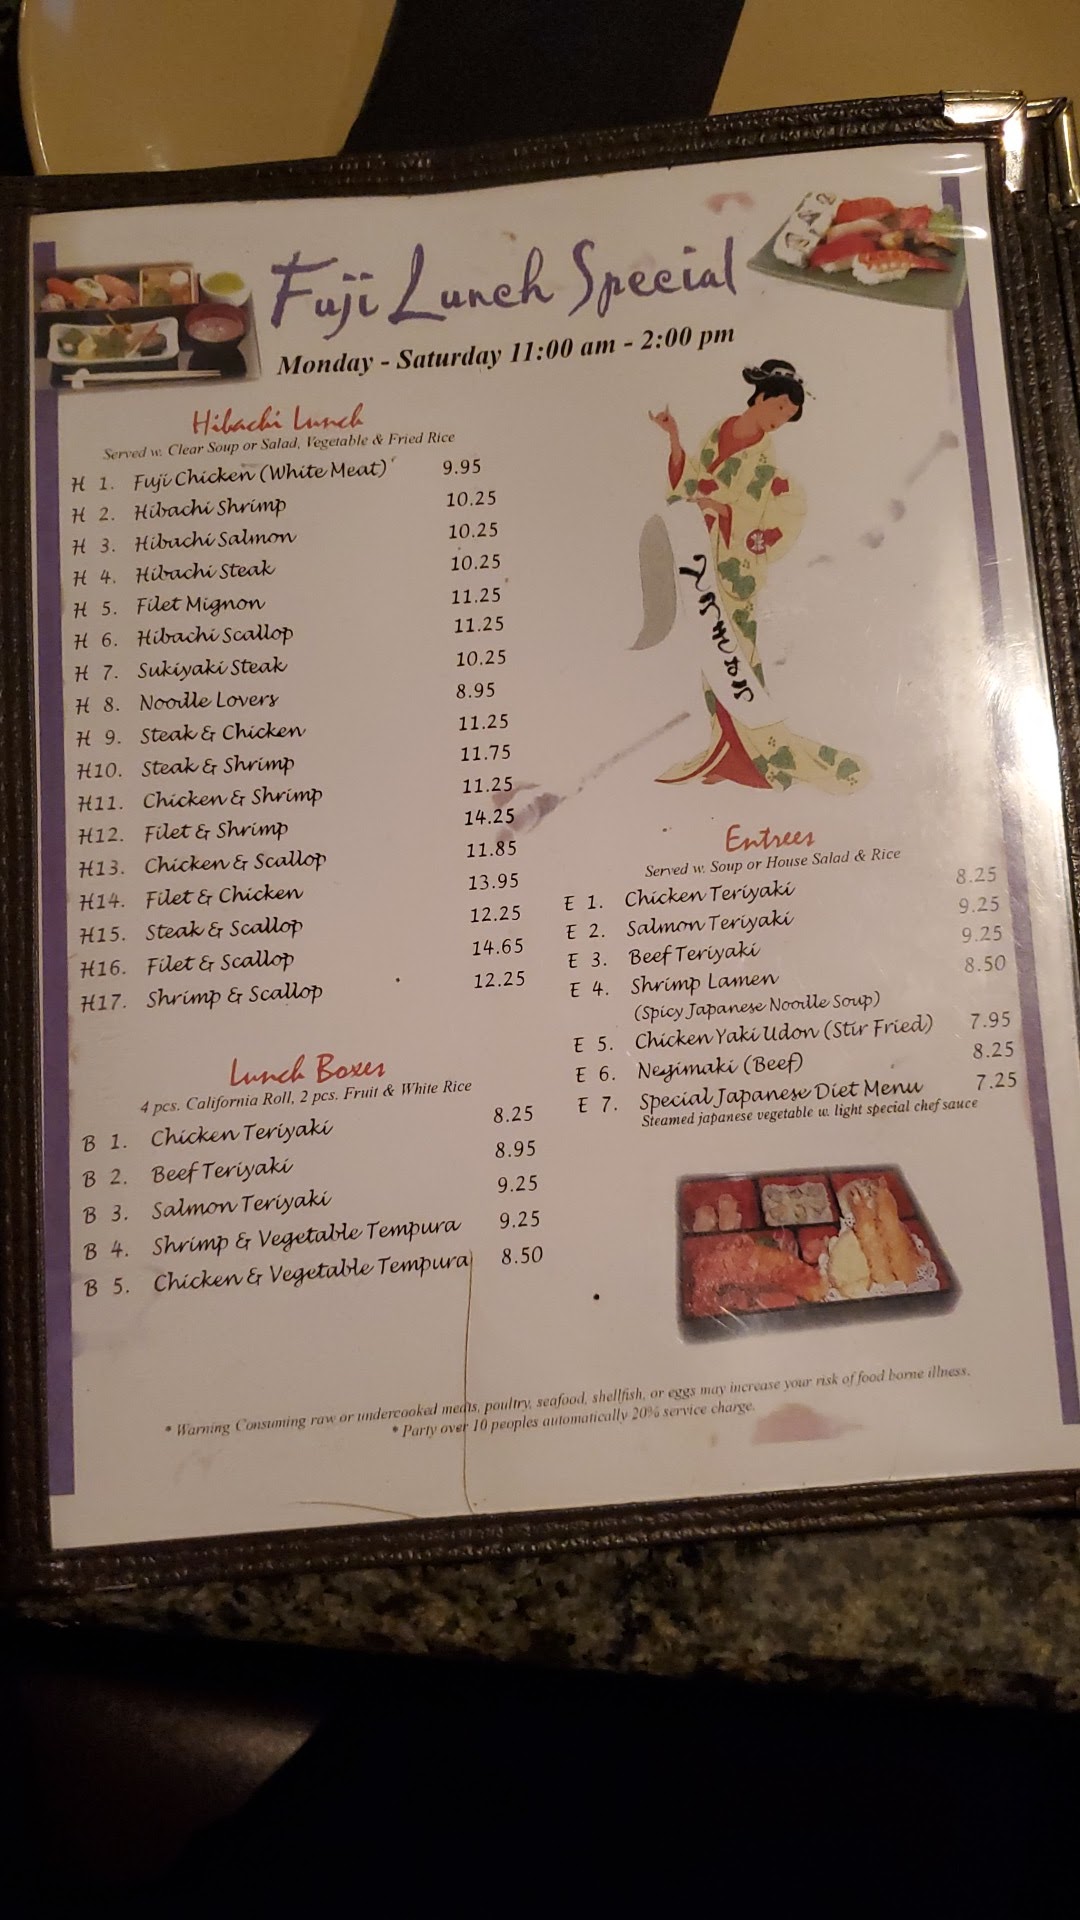 Fuji Lunch Special
Monday - Saturday 11:00 am - 2:00 pm
Hibachi Lunch
Served w. Clear Soup or Salad, Vegetable & Fried Rice
H 1. Fuji Chicken (White Meat) 9.95
H 2. Hibachi Shrimp 10.25
H 3. Hibachi Salmon 10.25
H 4. Hibachi Steak 10.25
H 5. Filet Mignon 11.25
H 6. Hibachi Scallop 11.25
H 7. Sukiyaki Steak 10.25
H 8. Noodle Lovers 8.95
H 9. Steak & Chicken 11.25
H10. Steak & Shrimp 11.75
H11. Chicken & Shrimp 11.25
H12. Filet & Shrimp 14.25
H13. Chicken & Scallop 11.85
H14. Filet & Chicken 13.95
H15. Steak & Scallop 12.25
H16. Filet & Scallop 14.65
H17. Shrimp & Scallop 12.25
Lunch Boxes
4 pcs. California Roll, 2 pcs. Fruit & White Rice
B 1. Chicken Teriyaki 8.25
B 2. Beef Teriyaki 8.95
B 3. Salmon Teriyaki 9.25
B 4. Shrimp & Vegetable Tempura 9.25
B 5. Chicken & Vegetable Tempura 8.50
Entrees
Served w. Soup or House Salad & Rice
E 1. Chicken Teriyaki 8.25
E 2. Salmon Teriyaki 9.25
E 3. Beef Teriyaki 9.25
E 4. Shrimp Lamen 8.50
(Spicy Japanese Noodle Soup)
E 5. Chicken Yaki Udon (Stir Fried) 7.95
E 6. Negimaki (Beef) 8.25
E 7. Special Japanese Diet Menu 7.25
Steamed japanese vegetable w. light special chef sauce
* Warning Consuming raw or undercooked meats, poultry, seafood, shellfish, or eggs may increase your risk of food borne illness.
* Party over 10 peoples automatically 20% service charge.